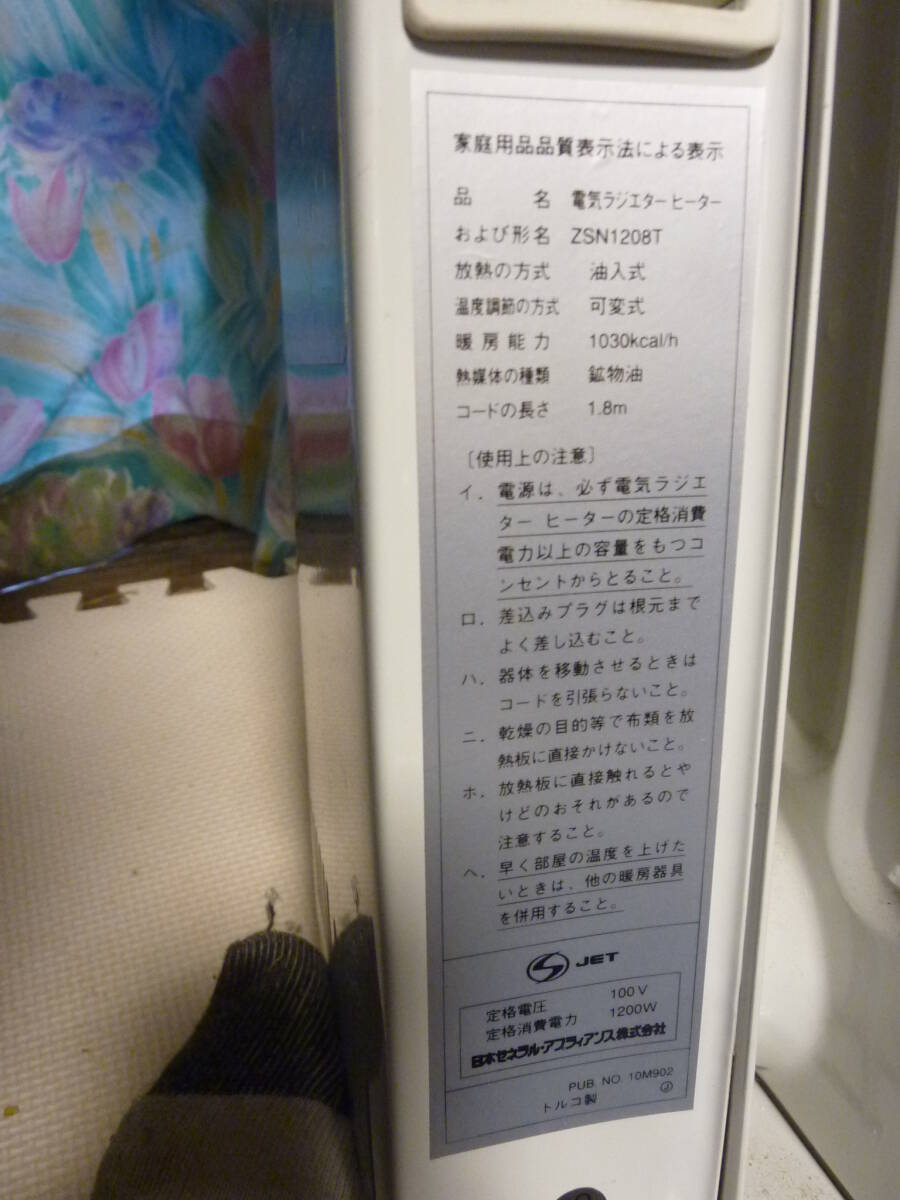 家庭用品品質表示法による表示
品名 電気ラジエター ヒーター
および形名 ZSN1208T
放熱の方式 油入式
温度調節の方式 可変式
暖房能力 1030kcal/h
熱媒体の種類 鉱物油
コードの長さ 1.8m
〔使用上の注意〕
イ. 電源は、必ず電気ラジエ
ター ヒーターの定格消費
電力以上の容量をもつコ
ンセントからとること。
ロ. 差込みプラグは根元まで
よく差し込むこと。
ハ. 器体を移動させるときは
コードを引張らないこと。
ニ. 乾燥の目的等で布類を放
熱板に直接かけないこと。
ホ. 放熱板に直接触れるとや
けどのおそれがあるので
注意すること。
ヘ. 早く部屋の温度を上げた
いときは、他の暖房器具
を併用すること。
JET
定格電圧 100V
定格消費電力 1200W
日本ゼネラル・アプライアンス株式会社
PUB NO 10M902
トルコ製 Ⓙ